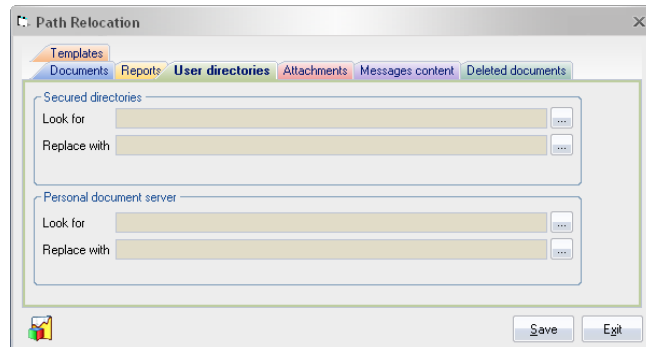 Path Relocation
Templates
Documents Reports User directories Attachments Messages content Deleted documents
Secured directories
Look for ...
Replace with ...
Personal document server
Look for ...
Replace with ...
Save Exit